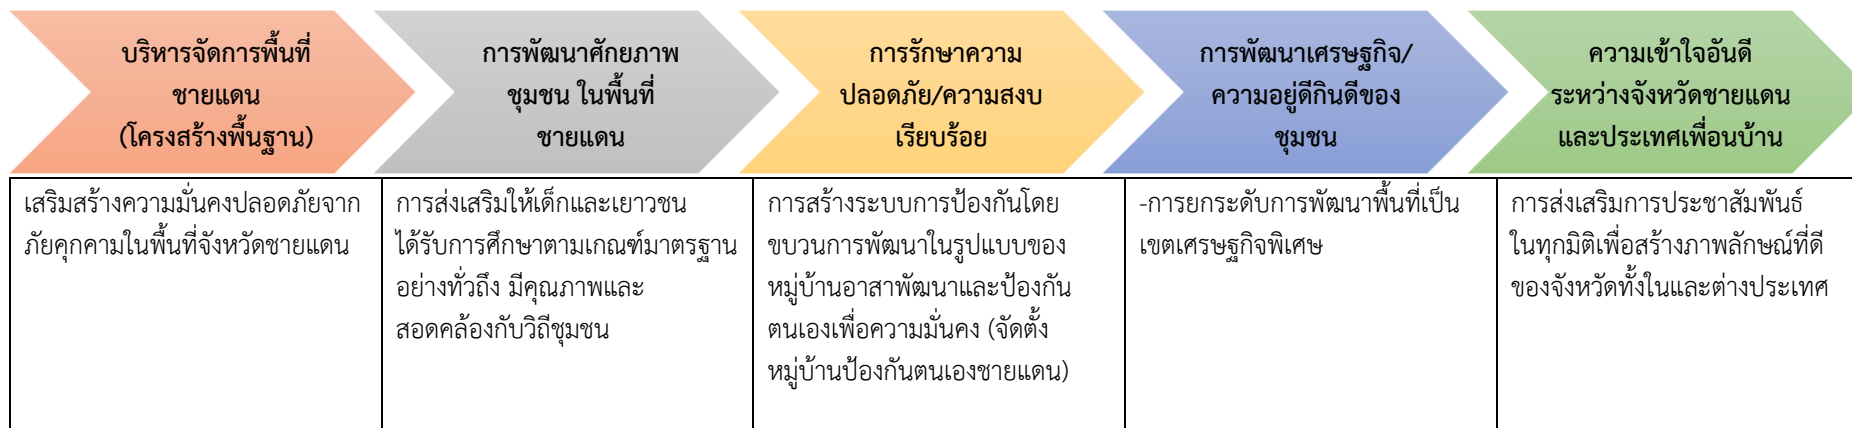 บริหารจัดการพื้นที่
ชายแดน
(โครงสร้างพื้นฐาน)
การพัฒนาศักยภาพ
ชุมชน ในพื้นที่
ชายแดน
การรักษาความ
ปลอดภัย/ความสงบ
เรียบร้อย
การพัฒนาเศรษฐกิจ/
ความอยู่ดีกินดีของ
ชุมชน
ความเข้าใจอันดี
ระหว่างจังหวัดชายแดน
และประเทศเพื่อนบ้าน
เสริมสร้างความมั่นคงปลอดภัยจาก
ภัยคุกคามในพื้นที่จังหวัดชายแดน
การส่งเสริมให้เด็กและเยาวชน
ได้รับการศึกษาตามเกณฑ์มาตรฐาน
อย่างทั่วถึง มีคุณภาพและ
สอดคล้องกับวิถีชุมชน
การสร้างระบบการป้องกันโดย
ขบวนการพัฒนาในรูปแบบของ
หมู่บ้านอาสาพัฒนาและป้องกัน
ตนเองเพื่อความมั่นคง (จัดตั้ง
หมู่บ้านป้องกันตนเองชายแดน)
-การยกระดับการพัฒนาพื้นที่เป็น
เขตเศรษฐกิจพิเศษ
การส่งเสริมการประชาสัมพันธ์
ในทุกมิติเพื่อสร้างภาพลักษณ์ที่ดี
ของจังหวัดทั้งในและต่างประเทศ